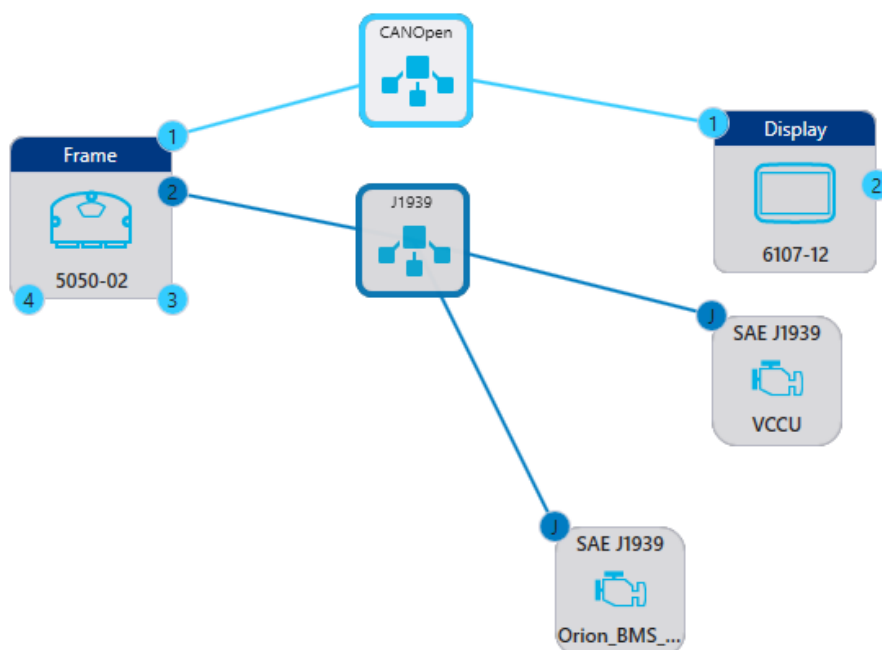 CANOpen
1
Frame
2
5050-02
4
3
J1939
1
Display
2
6107-12
J
SAE J1939
VCCU
J
SAE J1939
Orion_BMS_...